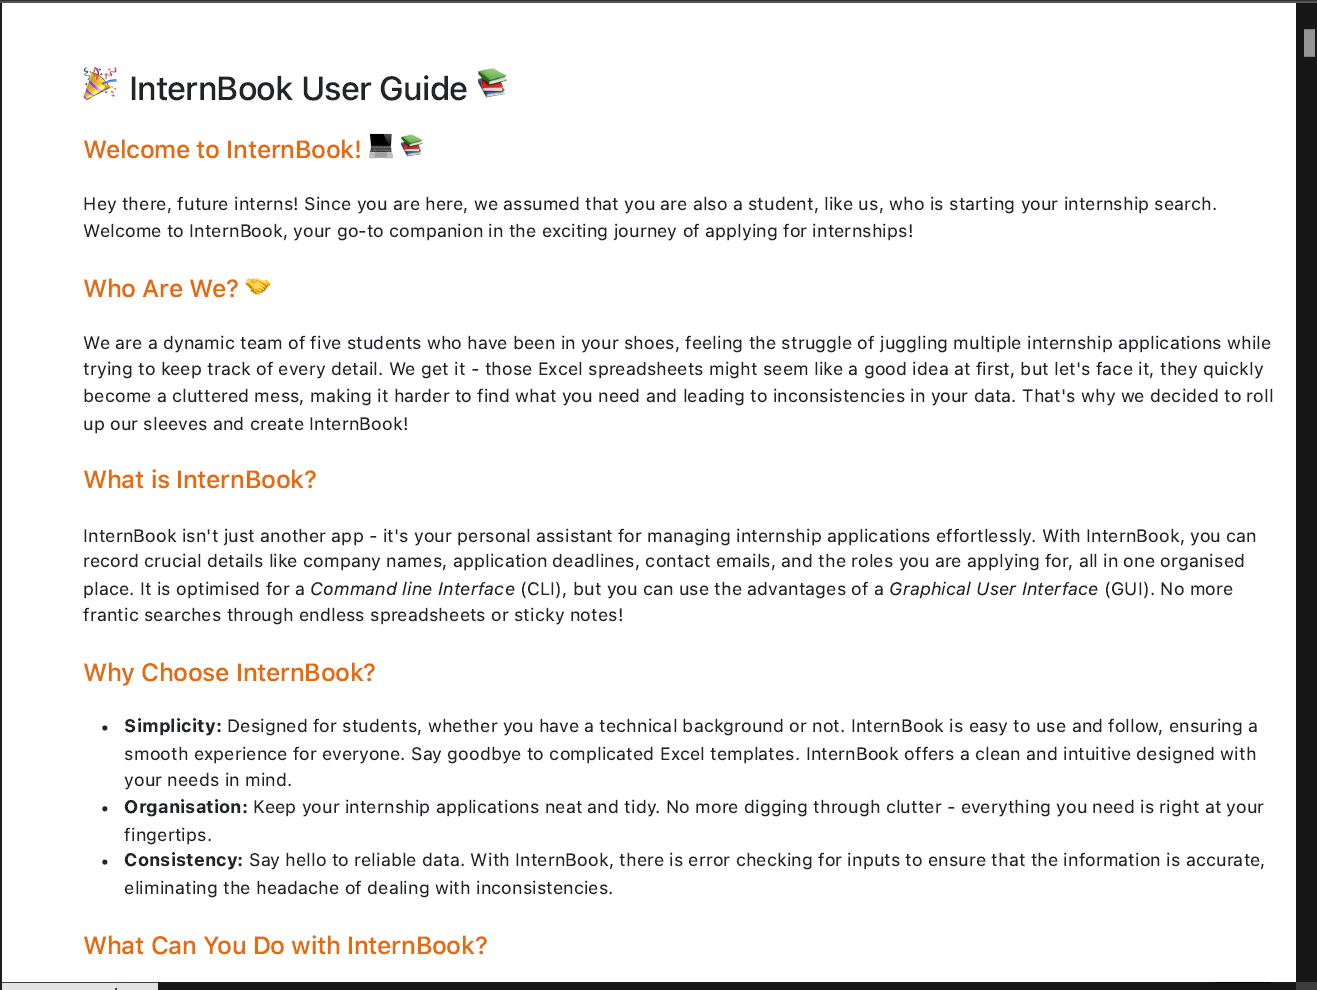 🎉 InternBook User Guide 📚
Welcome to InternBook! 💻 📚
Hey there, future interns! Since you are here, we assumed that you are also a student, like us, who is starting your internship search.
Welcome to InternBook, your go-to companion in the exciting journey of applying for internships!
Who Are We? 🤝
We are a dynamic team of five students who have been in your shoes, feeling the struggle of juggling multiple internship applications while
trying to keep track of every detail. We get it - those Excel spreadsheets might seem like a good idea at first, but let's face it, they quickly
become a cluttered mess, making it harder to find what you need and leading to inconsistencies in your data. That's why we decided to roll
up our sleeves and create InternBook!
What is InternBook?
InternBook isn't just another app - it's your personal assistant for managing internship applications effortlessly. With InternBook, you can
record crucial details like company names, application deadlines, contact emails, and the roles you are applying for, all in one organised
place. It is optimised for a Command line Interface (CLI), but you can use the advantages of a Graphical User Interface (GUI). No more
frantic searches through endless spreadsheets or sticky notes!
Why Choose InternBook?
• Simplicity: Designed for students, whether you have a technical background or not. InternBook is easy to use and follow, ensuring a
smooth experience for everyone. Say goodbye to complicated Excel templates. InternBook offers a clean and intuitive designed with
your needs in mind.
• Organisation: Keep your internship applications neat and tidy. No more digging through clutter - everything you need is right at your
fingertips.
• Consistency: Say hello to reliable data. With InternBook, there is error checking for inputs to ensure that the information is accurate,
eliminating the headache of dealing with inconsistencies.
What Can You Do with InternBook?